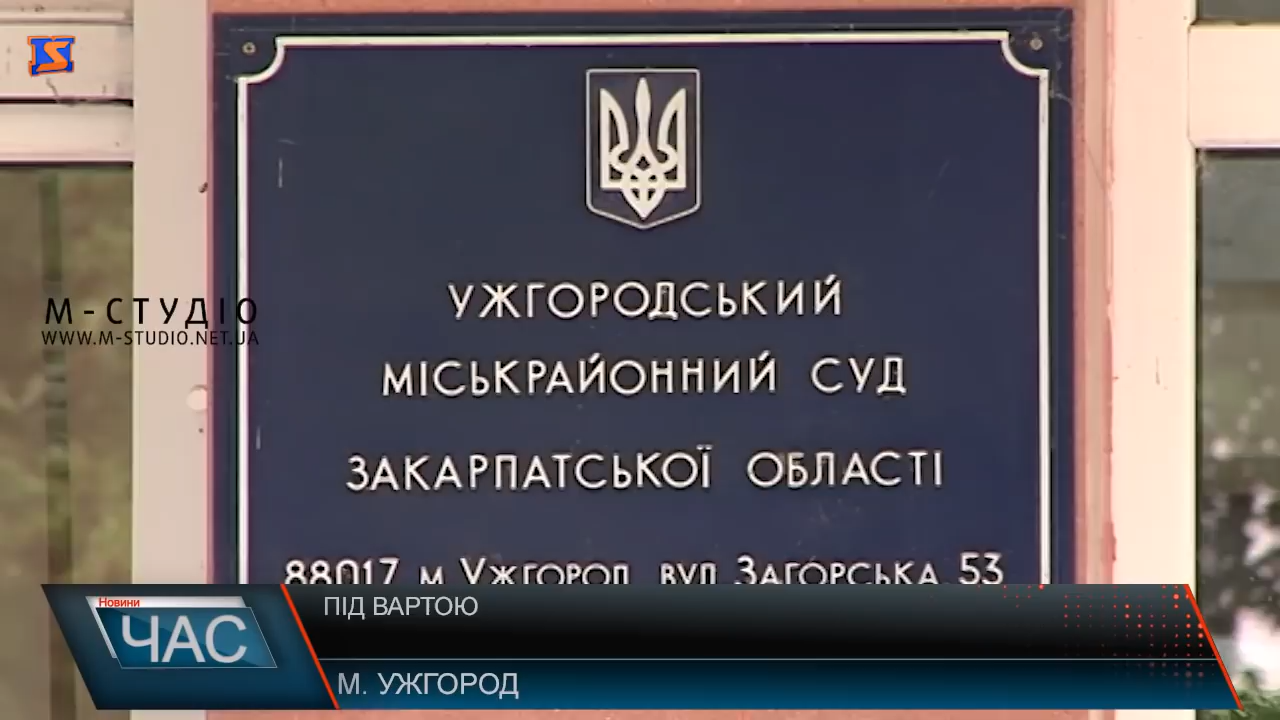 УЖГОРОДСЬКИЙ
МІСЬКРАЙОННИЙ СУД
ЗАКАРПАТСЬКОЇ ОБЛАСТІ
88017 м УЖГОРОД вул ЗАГОРСЬКА 53
М-СТУДІО
WWW.M-STUDIO.NET.UA
Новини
ЧАС
ПІД ВАРТОЮ
М. УЖГОРОД